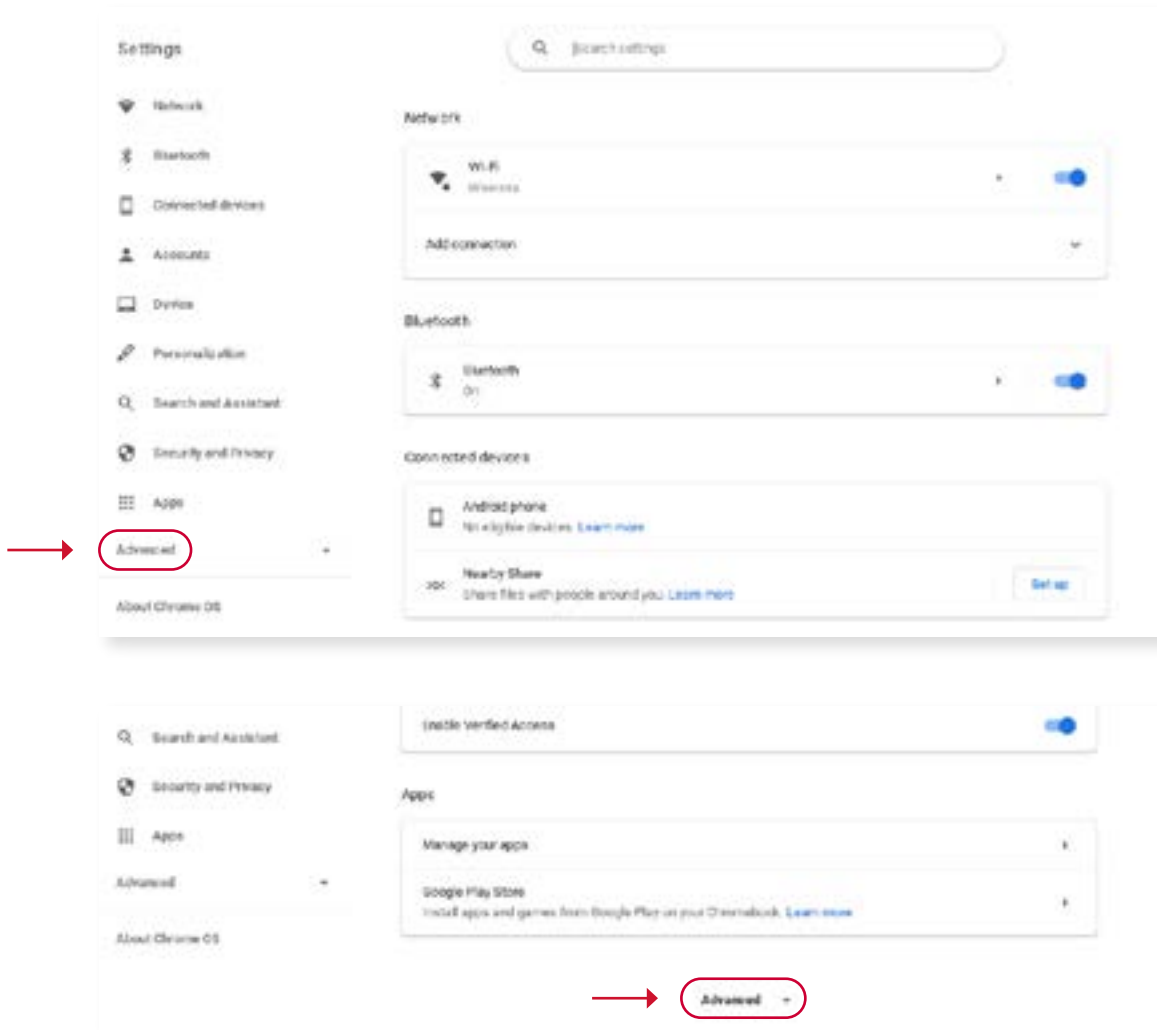 Settings
Search settings
Network
Bluetooth
Connected devices
Accounts
Device
Personalization
Search and Assistant
Security and Privacy
Apps
Advanced
About Chrome OS
Network
Wi-Fi
Add connection
Bluetooth
Bluetooth
On
Connected devices
Android phone
No eligible devices. Learn more
Nearby Share
Share files with people around you. Learn more
Set up
Search and Assistant
Security and Privacy
Apps
Advanced
About Chrome OS
Enable Verified Access
Apps
Manage your apps
Google Play Store
Install apps and games from Google Play on your Chromebook. Learn more
Advanced